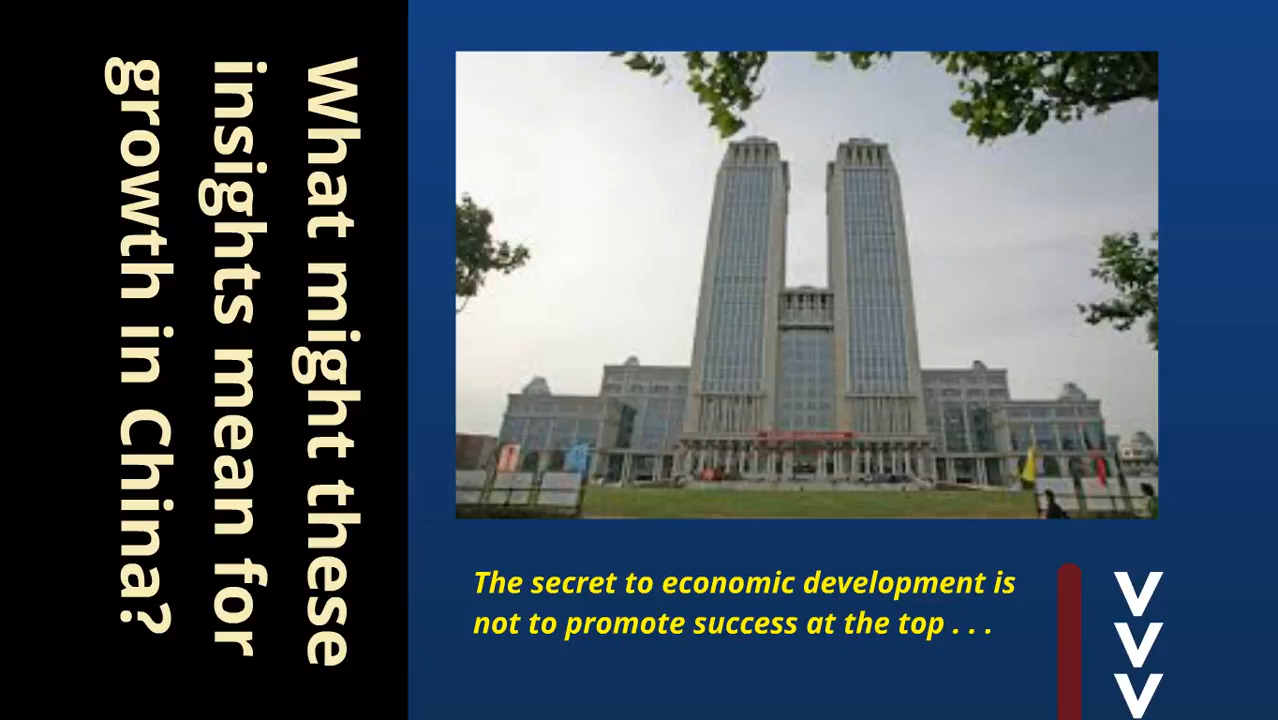 What might these
insights mean for
growth in China?
The secret to economic development is
not to promote success at the top . . .
V
V
V